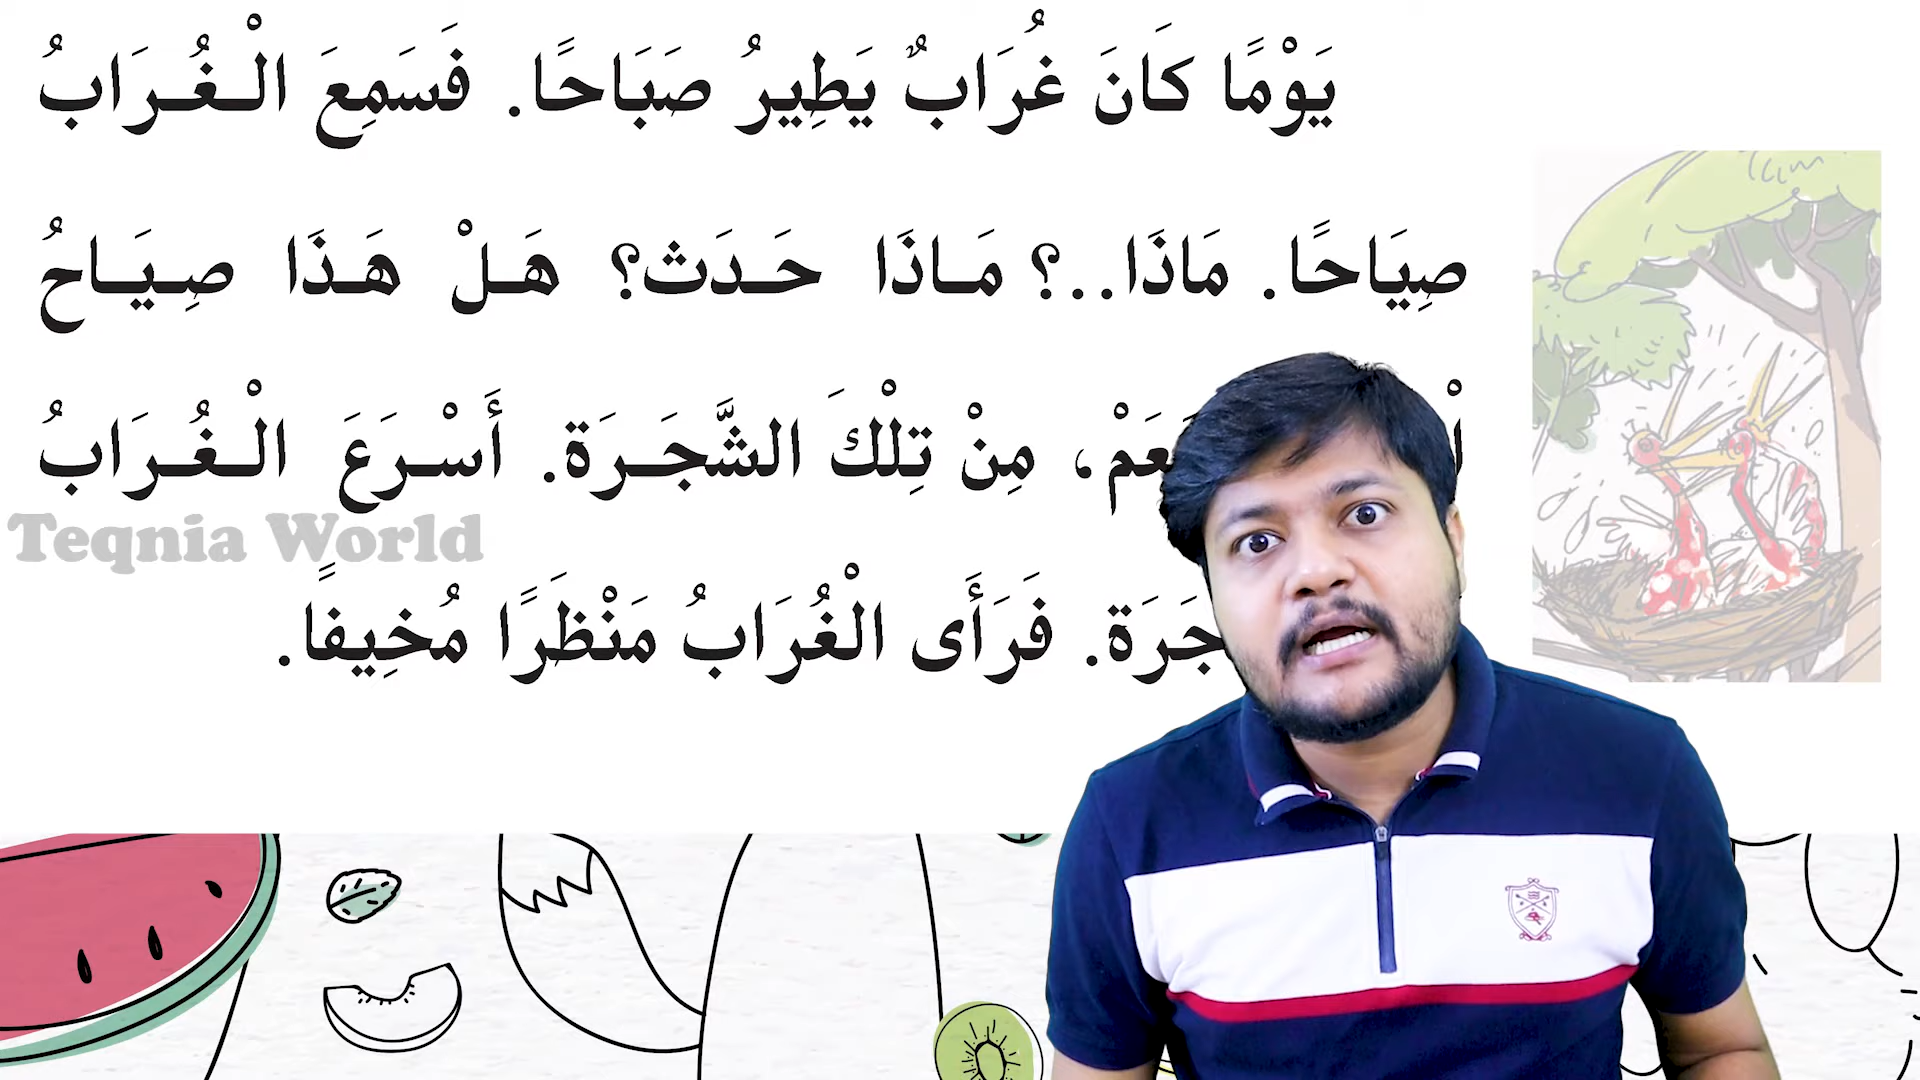 يَوْمًا كَانَ غُرَابٌ يَطِيرُ صَبَاحًا. فَسَمِعَ الْغُرَابُ
صِيَاحًا. مَاذَا..؟ مَاذَا حَدَثَ؟ هَلْ هَذَا صِيَاحُ
مِنْ تِلْكَ الشَّجَرَة. أَسْرَعَ الْغُرَابُ
Teqnia World
فَرَأَى الْغُرَابُ مَنْظَرًا مُخِيفًا.